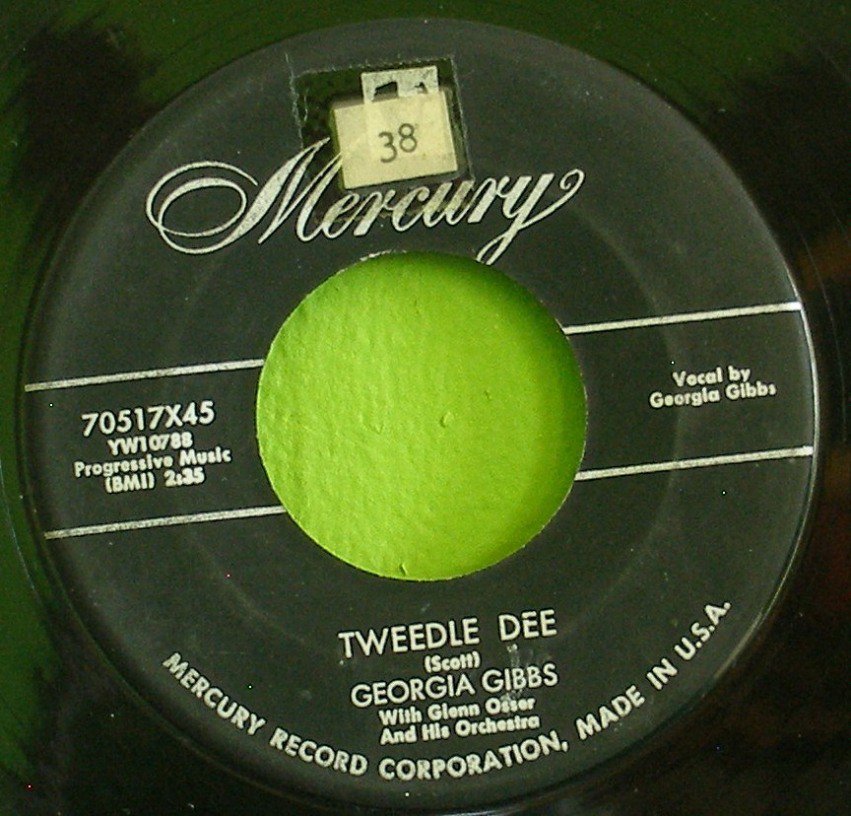 38
Mercury
70517X45
YW10788
Progressive Music
(BMI) 2:35
Vocal by
Georgia Gibbs
TWEEDLE DEE
(Scott)
GEORGIA GIBBS
With Glenn Osser
And His Orchestra
MERCURY RECORD CORPORATION, MADE IN U.S.A.